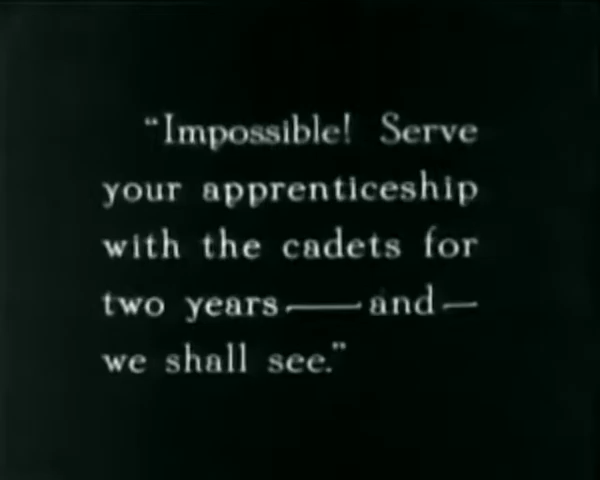 “Impossible! Serve
your apprenticeship
with the cadets for
two years —— and —
we shall see.”